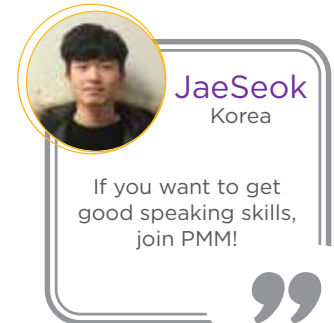 JaeSeok
Korea
If you want to get
good speaking skills,
join PMM!
”